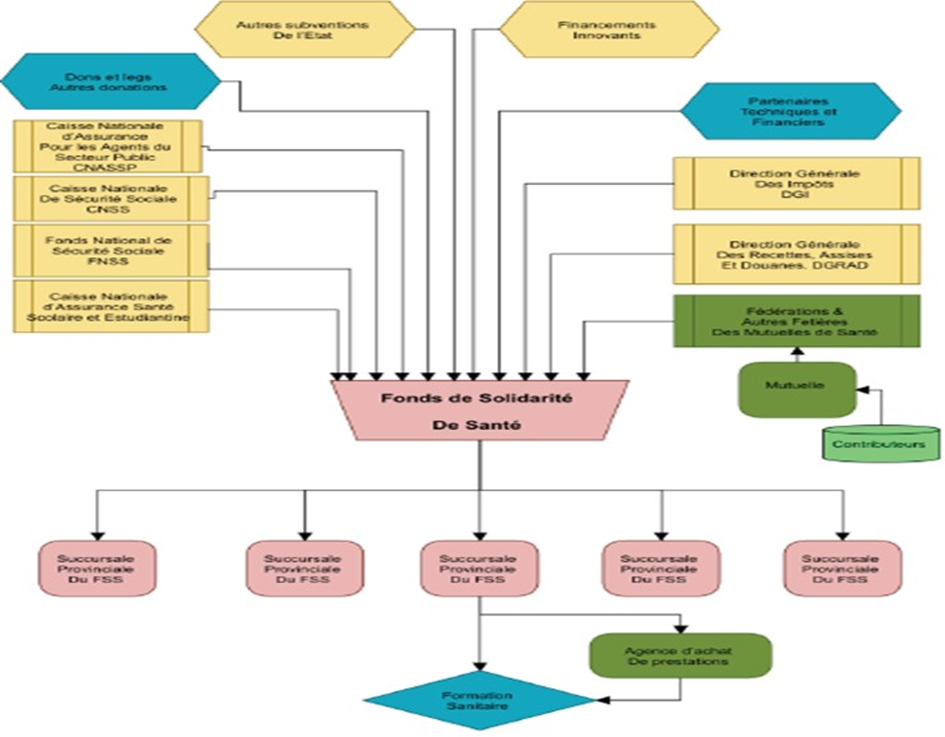 Autres subventions
De l'Etat
Financements
Innovants
Dons et legs
Autres donations
Partenaires
Techniques et
Financiers
Caisse Nationale
d'Assurance
Pour les Agents du
Secteur Public
CNASSP
Caisse Nationale
De Sécurité Sociale
CNSS
Fonds National de
Sécurité Sociale
FNSS
Caisse Nationale
d'Assurance Santé
Scolaire et Estudiantine
Direction Générale
Des Impôts
DGI
Direction Générale
Des Recettes, Assises
Et Douanes. DGRAD
Fédérations &
Autres Fetières
Des Mutuelles de Santé
Mutuelle
Contributeurs
Fonds de Solidarité
De Santé
Succursale
Provinciale
Du FSS
Succursale
Provinciale
Du FSS
Succursale
Provinciale
Du FSS
Succursale
Provinciale
Du FSS
Succursale
Provinciale
Du FSS
Agence d'achat
De prestations
Formation
Sanitaire